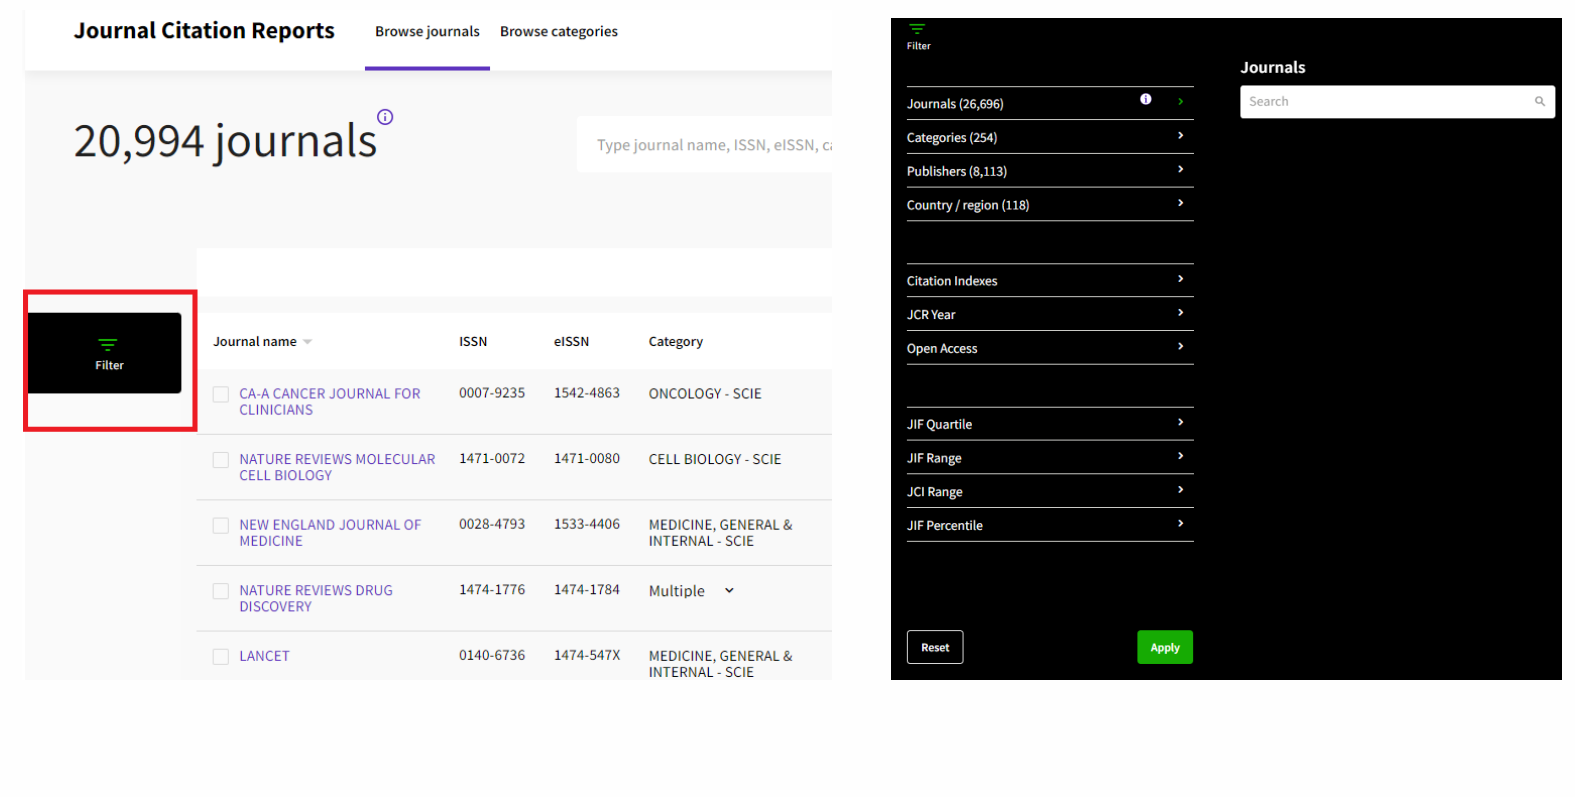 Journal Citation Reports
Browse journals
Browse categories
20,994 journals
Type journal name, ISSN, eISSN,
Filter
Journal name
ISSN
eISSN
Category
CA-A CANCER JOURNAL FOR
CLINICIANS
0007-9235
1542-4863
ONCOLOGY - SCIE
NATURE REVIEWS MOLECULAR
CELL BIOLOGY
1471-0072
1471-0080
CELL BIOLOGY - SCIE
NEW ENGLAND JOURNAL OF
MEDICINE
0028-4793
1533-4406
MEDICINE, GENERAL &
INTERNAL - SCIE
NATURE REVIEWS DRUG
DISCOVERY
1474-1776
1474-1784
Multiple
LANCET
0140-6736
1474-547X
MEDICINE, GENERAL &
INTERNAL - SCIE
Filter
Journals (26,696)
Categories (254)
Publishers (8,113)
Country / region (118)
Citation Indexes
JCR Year
Open Access
JIF Quartile
JIF Range
JCI Range
JIF Percentile
Reset
Apply
Journals
Search